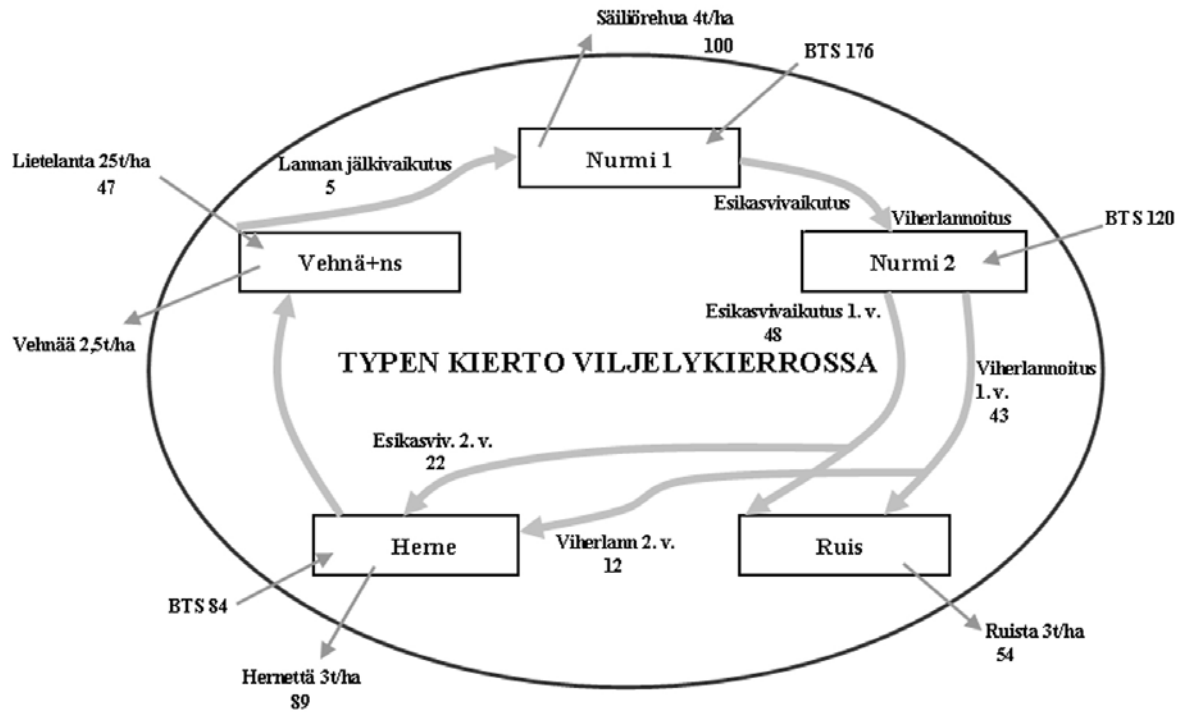 Säiliörehua 4t/ha
100
BTS 176
Lietelanta 25t/ha
47
Lannan jälkivaikutus
5
Nurmi 1
Esikasvivaikutus
Viherlannoitus
BTS 120
Vehnä+ns
Nurmi 2
Vehnää 2,5t/ha
Esikasvivaikutus 1. v.
48
TYPEN KIERTO VILJELYKIERROSSA
Viherlannoitus
1. v.
43
Esikasviv. 2. v.
22
Herne
Viherlann 2. v.
12
Ruis
BTS 84
Hernettä 3t/ha
89
Ruista 3t/ha
54